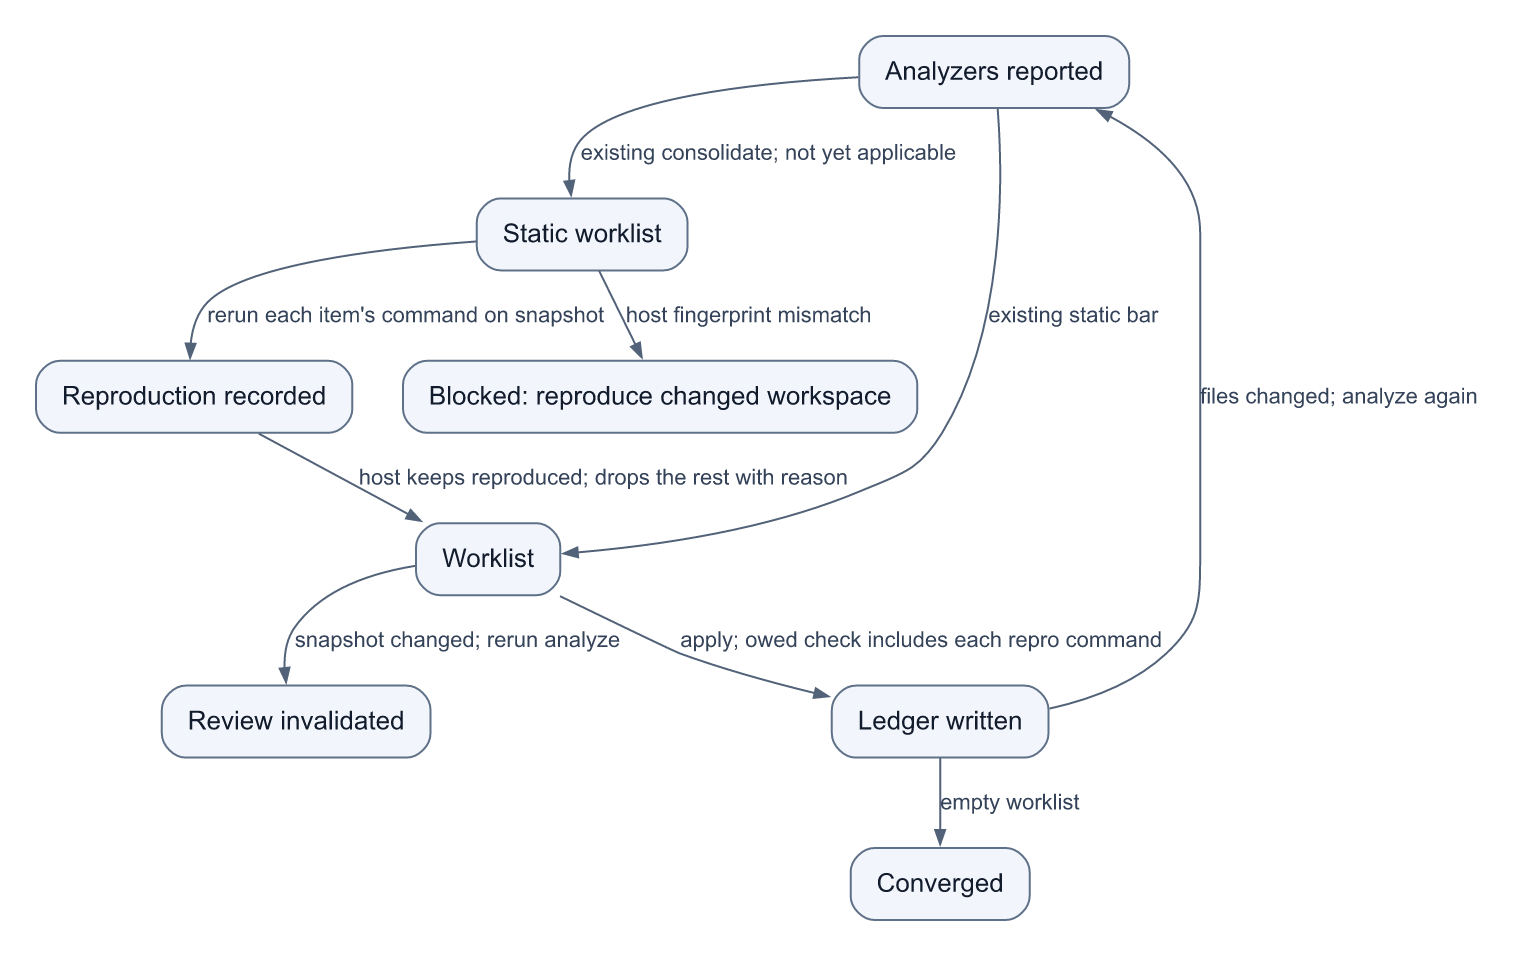 Analyzers reported
existing consolidate; not yet applicable
Static worklist
rerun each item's command on snapshot
host fingerprint mismatch
existing static bar
Reproduction recorded
Blocked: reproduce changed workspace
files changed; analyze again
host keeps reproduced; drops the rest with reason
Worklist
snapshot changed; rerun analyze
apply; owed check includes each repro command
Review invalidated
Ledger written
empty worklist
Converged